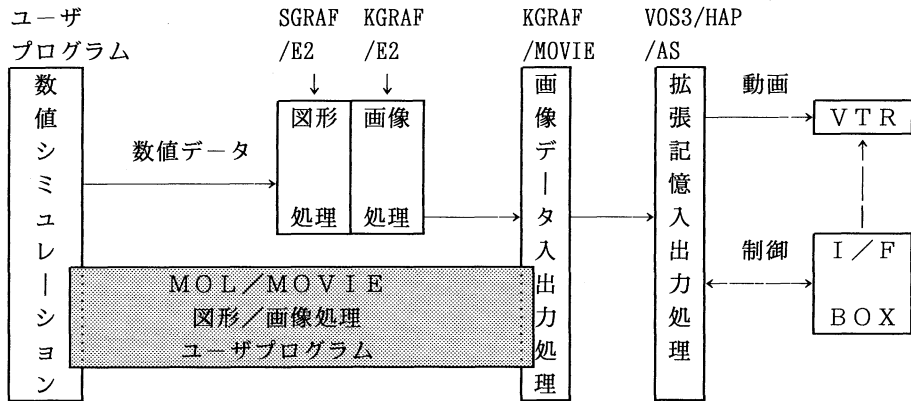 ユーザ
プログラム
SGRAF
/E2
KGRAF
/E2
KGRAF
/MOVIE
VOS3/HAP
/AS
数値シミュレーション
数値データ
図形
処理
画像
処理
画像データ入出力処理
拡張記憶入出力処理
動画
VTR
制御
I/F
BOX
MOL/MOVIE
図形/画像処理
ユーザプログラム